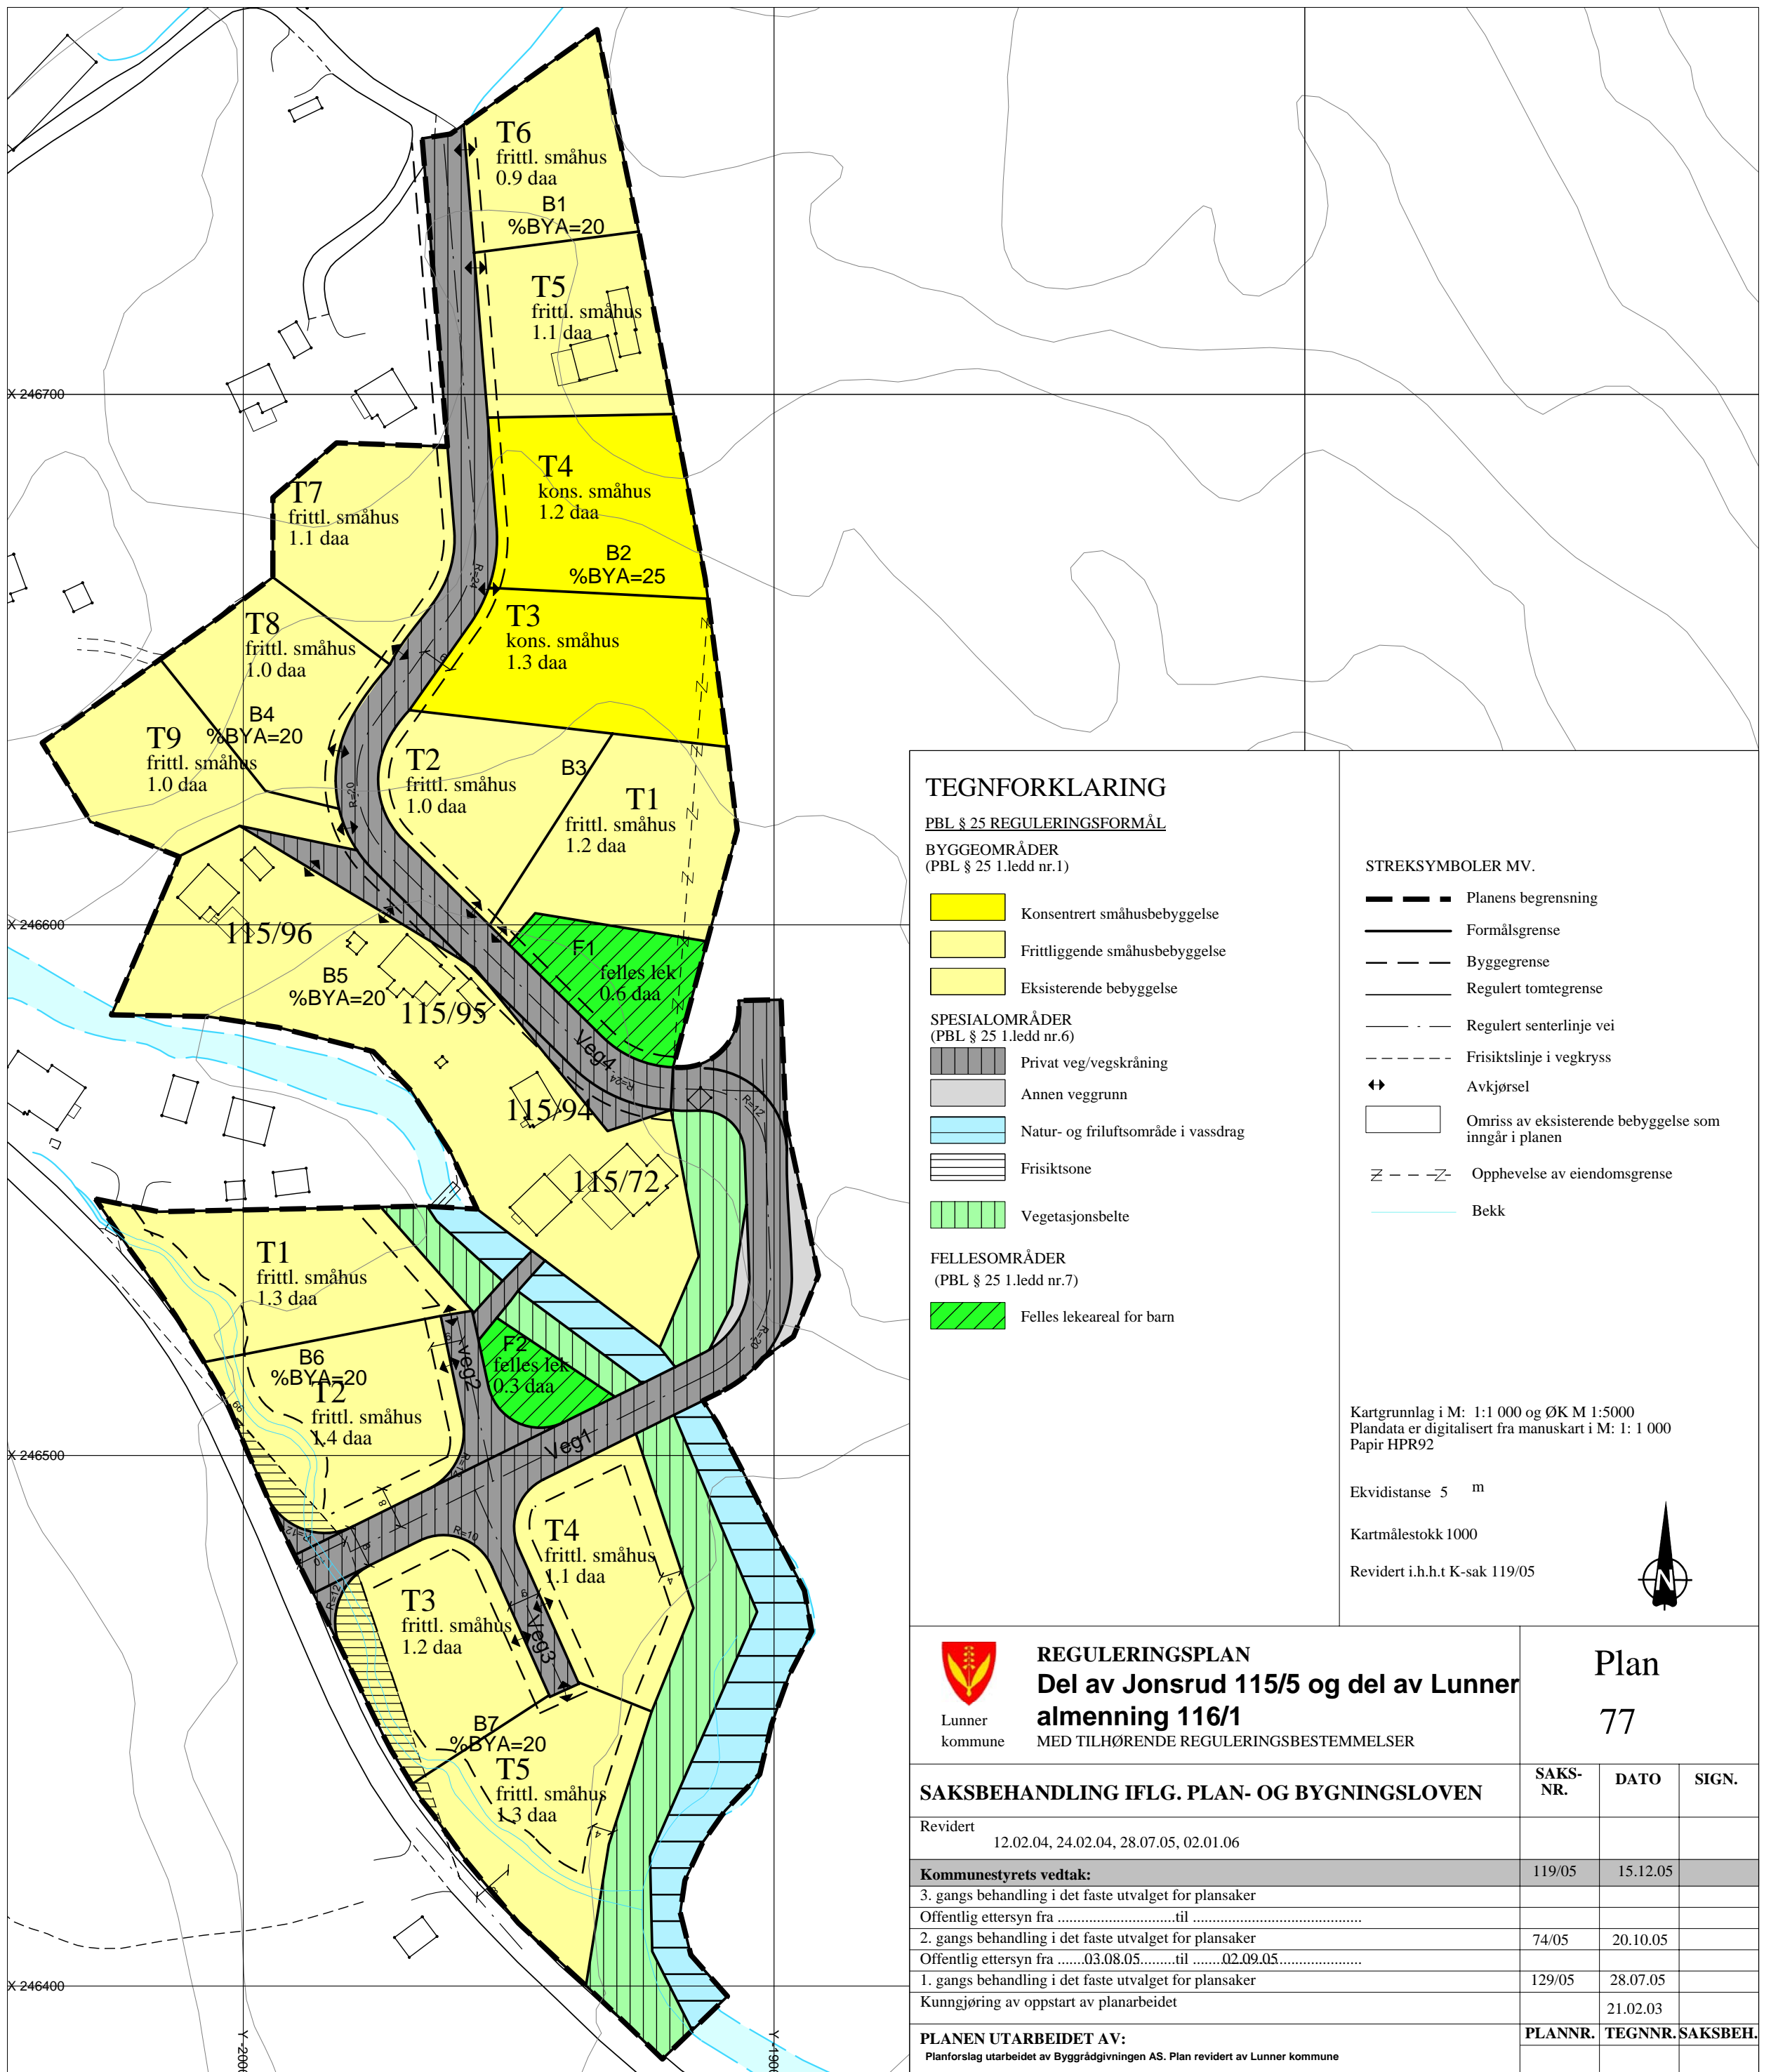 T6
frittl. småhus
0.9 daa
B1
%BYA=20
T5
frittl. småhus
1.1 daa
X 246700
T4
kons. småhus
1.2 daa
B2
%BYA=25
T7
frittl. småhus
1.1 daa
R=24
T3
kons. småhus
1.3 daa
6
T8
frittl. småhus
1.0 daa
B4
%BYA=20
T9
frittl. småhus
1.0 daa
R=20
T2
frittl. småhus
1.0 daa
B3
T1
frittl. småhus
1.2 daa
X 246600
115/96
B5
%BYA=20
115/95
F1
felles lek
0.6 daa
Veg4
R=24
R=12
115/94
115/72
T1
frittl. småhus
1.3 daa
B6
%BYA=20
T2
frittl. småhus
1.4 daa
veg2
F2
felles lek
0.3 daa
R=20
Veg1
X 246500
8
R=10
R=12
R=12
T4
frittl. småhus
1.1 daa
4
T3
frittl. småhus
1.2 daa
Veg3
B7
%BYA=20
T5
frittl. småhus
1.3 daa
4
X 246400
Y -2000
Y -1900
TEGNFORKLARING
PBL § 25 REGULERINGSFORMÅL
BYGGEOMRÅDER
(PBL § 25 1.ledd nr.1)
Konsentrert småhusbebyggelse
Frittliggende småhusbebyggelse
Eksisterende bebyggelse
SPESIALOMRÅDER
(PBL § 25 1.ledd nr.6)
Privat veg/vegskråning
Annen veggrunn
Natur- og friluftsområde i vassdrag
Frisiktsone
Vegetasjonsbelte
FELLESOMRÅDER
(PBL § 25 1.ledd nr.7)
Felles lekeareal for barn
STREKSYMBOLER MV.
Planens begrensning
Formålsgrense
Byggegrense
Regulert tomtegrense
Regulert senterlinje vei
Frisiktslinje i vegkryss
Avkjørsel
Omriss av eksisterende bebyggelse som
inngår i planen
Opphevelse av eiendomsgrense
Bekk
Kartgrunnlag i M: 1:1 000 og ØK M 1:5000
Plandata er digitalisert fra manuskart i M: 1: 1 000
Papir HPR92
Ekvidistanse 5 m
Kartmålestokk 1000
Revidert i.h.h.t K-sak 119/05
N
Lunner
kommune
REGULERINGSPLAN
Del av Jonsrud 115/5 og del av Lunner
almenning 116/1
MED TILHØRENDE REGULERINGSBESTEMMELSER
Plan
77
SAKSBEHANDLING IFLG. PLAN- OG BYGNINGSLOVEN
SAKS-
NR.
DATO
SIGN.
Revidert
12.02.04, 24.02.04, 28.07.05, 02.01.06
Kommunestyrets vedtak: 119/05 15.12.05
3. gangs behandling i det faste utvalget for plansaker
Offentlig ettersyn fra ..............................til ...........................................
2. gangs behandling i det faste utvalget for plansaker 74/05 20.10.05
Offentlig ettersyn fra .......03.08.05.........til ........02.09.05.....................
1. gangs behandling i det faste utvalget for plansaker 129/05 28.07.05
Kunngjøring av oppstart av planarbeidet 21.02.03
PLANEN UTARBEIDET AV: PLANNR. TEGNNR. SAKSBEH.
Planforslag utarbeidet av Byggrådgivningen AS. Plan revidert av Lunner kommune